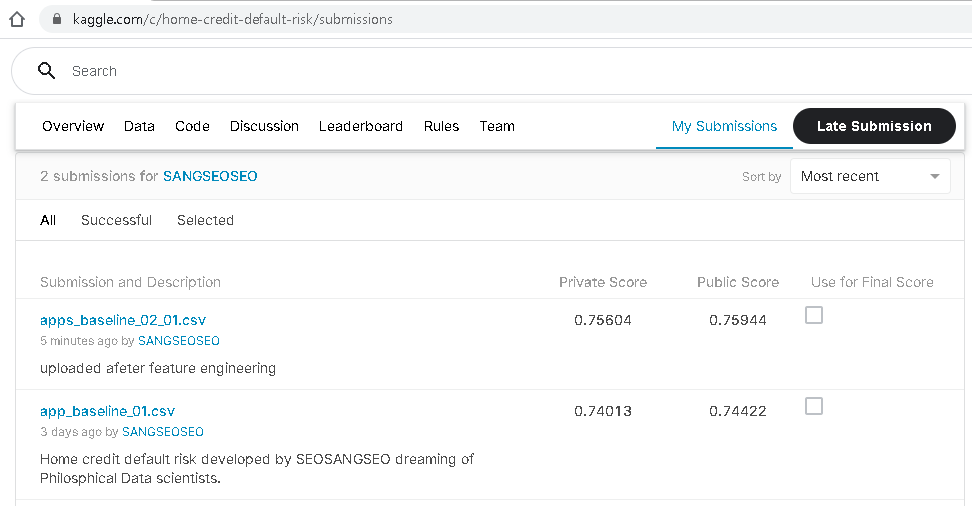 kaggle.com/c/home-credit-default-risk/submissions
Search
Overview Data Code Discussion Leaderboard Rules Team My Submissions Late Submission
2 submissions for SANGSEOSEO Sort by Most recent
All Successful Selected
Submission and Description Private Score Public Score Use for Final Score
apps_baseline_02_01.csv 0.75604 0.75944
5 minutes ago by SANGSEOSEO
uploaded afeter feature engineering
app_baseline_01.csv 0.74013 0.74422
3 days ago by SANGSEOSEO
Home credit default risk developed by SEOSANGSEO dreaming of
Philosphical Data scientists.